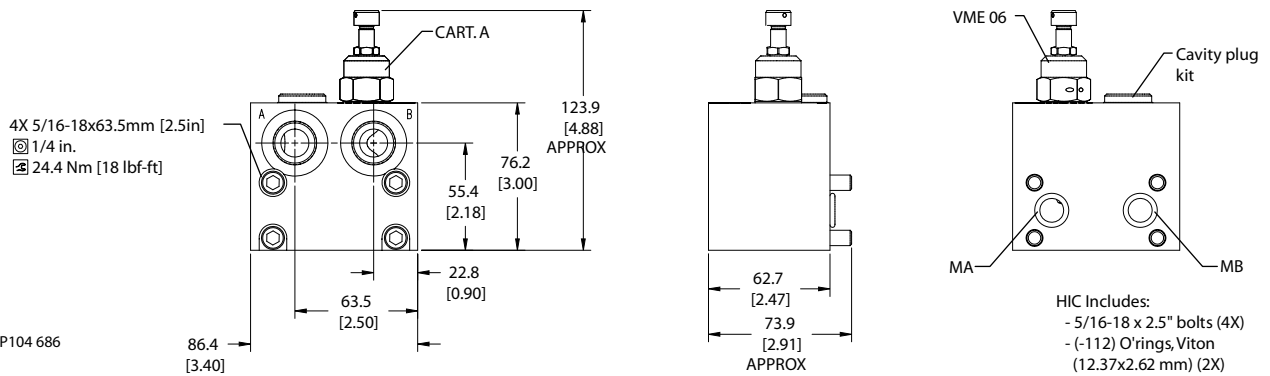 CART. A
4X 5/16-18x63.5mm [2.5in]
1/4 in.
24.4 Nm [18 lbf-ft]
A
B
123.9
[4.88]
APPROX
76.2
[3.00]
55.4
[2.18]
22.8
[0.90]
63.5
[2.50]
86.4
[3.40]
P104 686
62.7
[2.47]
73.9
[2.91]
APPROX
VME 06
Cavity plug
kit
MA
MB
HIC Includes:
- 5/16-18 x 2.5" bolts (4X)
- (-112) O'rings, Viton
(12.37x2.62 mm) (2X)